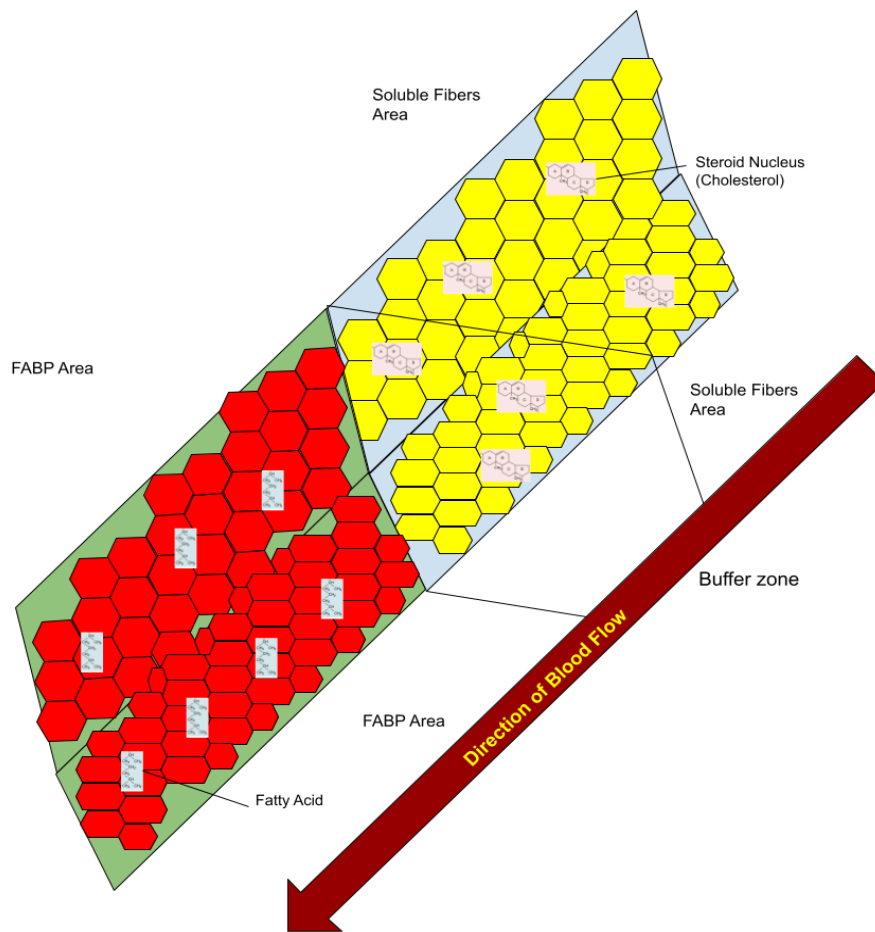 Soluble Fibers
Area
Steroid Nucleus
(Cholesterol)
FABP Area
Soluble Fibers
Area
Buffer zone
Direction of Blood Flow
FABP Area
Fatty Acid